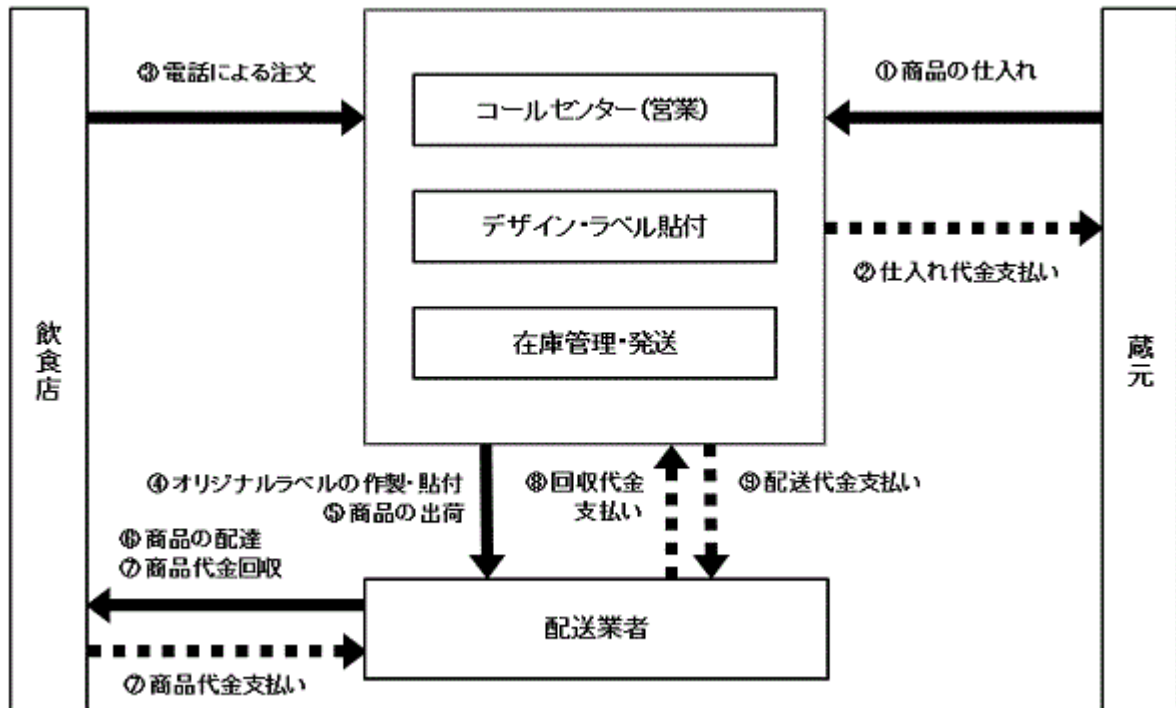 ③電話による注文
①商品の仕入れ
コールセンター(営業)
デザイン・ラベル貼付
②仕入れ代金支払い
在庫管理・発送
飲食店
蔵元
④オリジナルラベルの作製・貼付
⑤商品の出荷
⑧回収代金
支払い
⑨配送代金支払い
⑥商品の配達
⑦商品代金回収
配送業者
⑦商品代金支払い